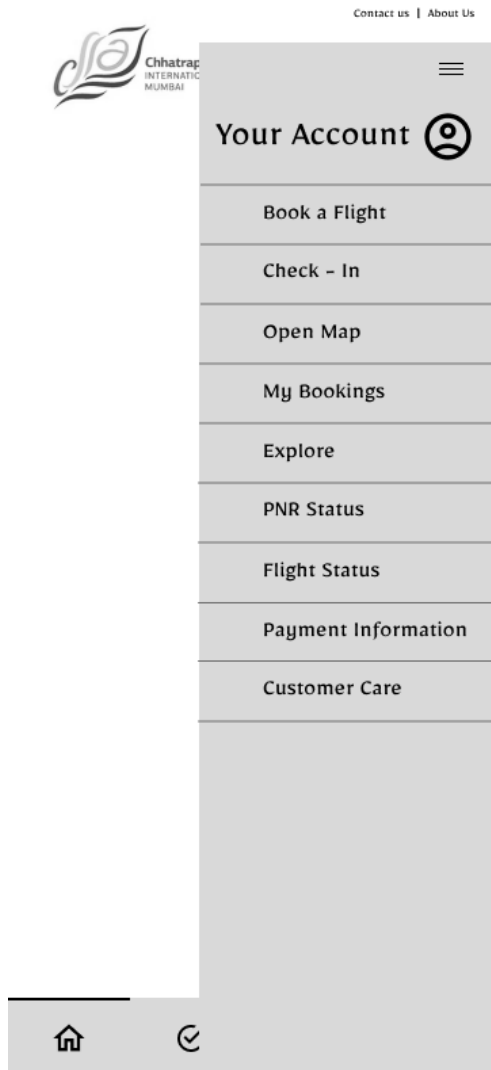 Contact us | About Us
Chhatrap
INTERNATIO
MUMBAI
Your Account
Book a Flight
Check - In
Open Map
My Bookings
Explore
PNR Status
Flight Status
Payment Information
Customer Care